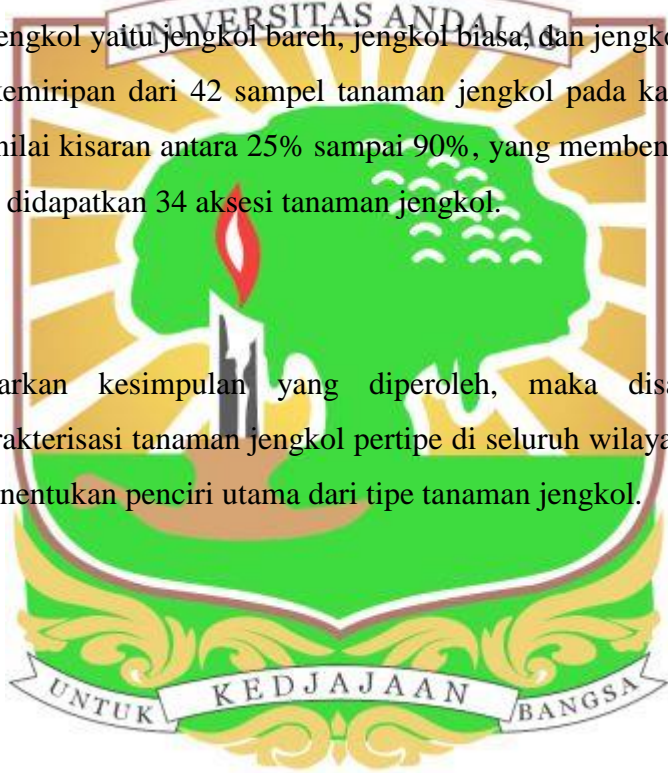 UNIVERSITAS ANDALAS
engkol yaitu jengkol bareh, jengkol biasa, dan jengko
kemiripan dari 42 sampel tanaman jengkol pada ka
nilai kisaran antara 25% sampai 90%, yang memben
didapatkan 34 aksesi tanaman jengkol.
arkan kesimpulan yang diperoleh, maka disa
rakterisasi tanaman jengkol pertipe di seluruh wilaya
nentukan penciri utama dari tipe tanaman jengkol.
UNTUK KEDJAJAAN BANGSA